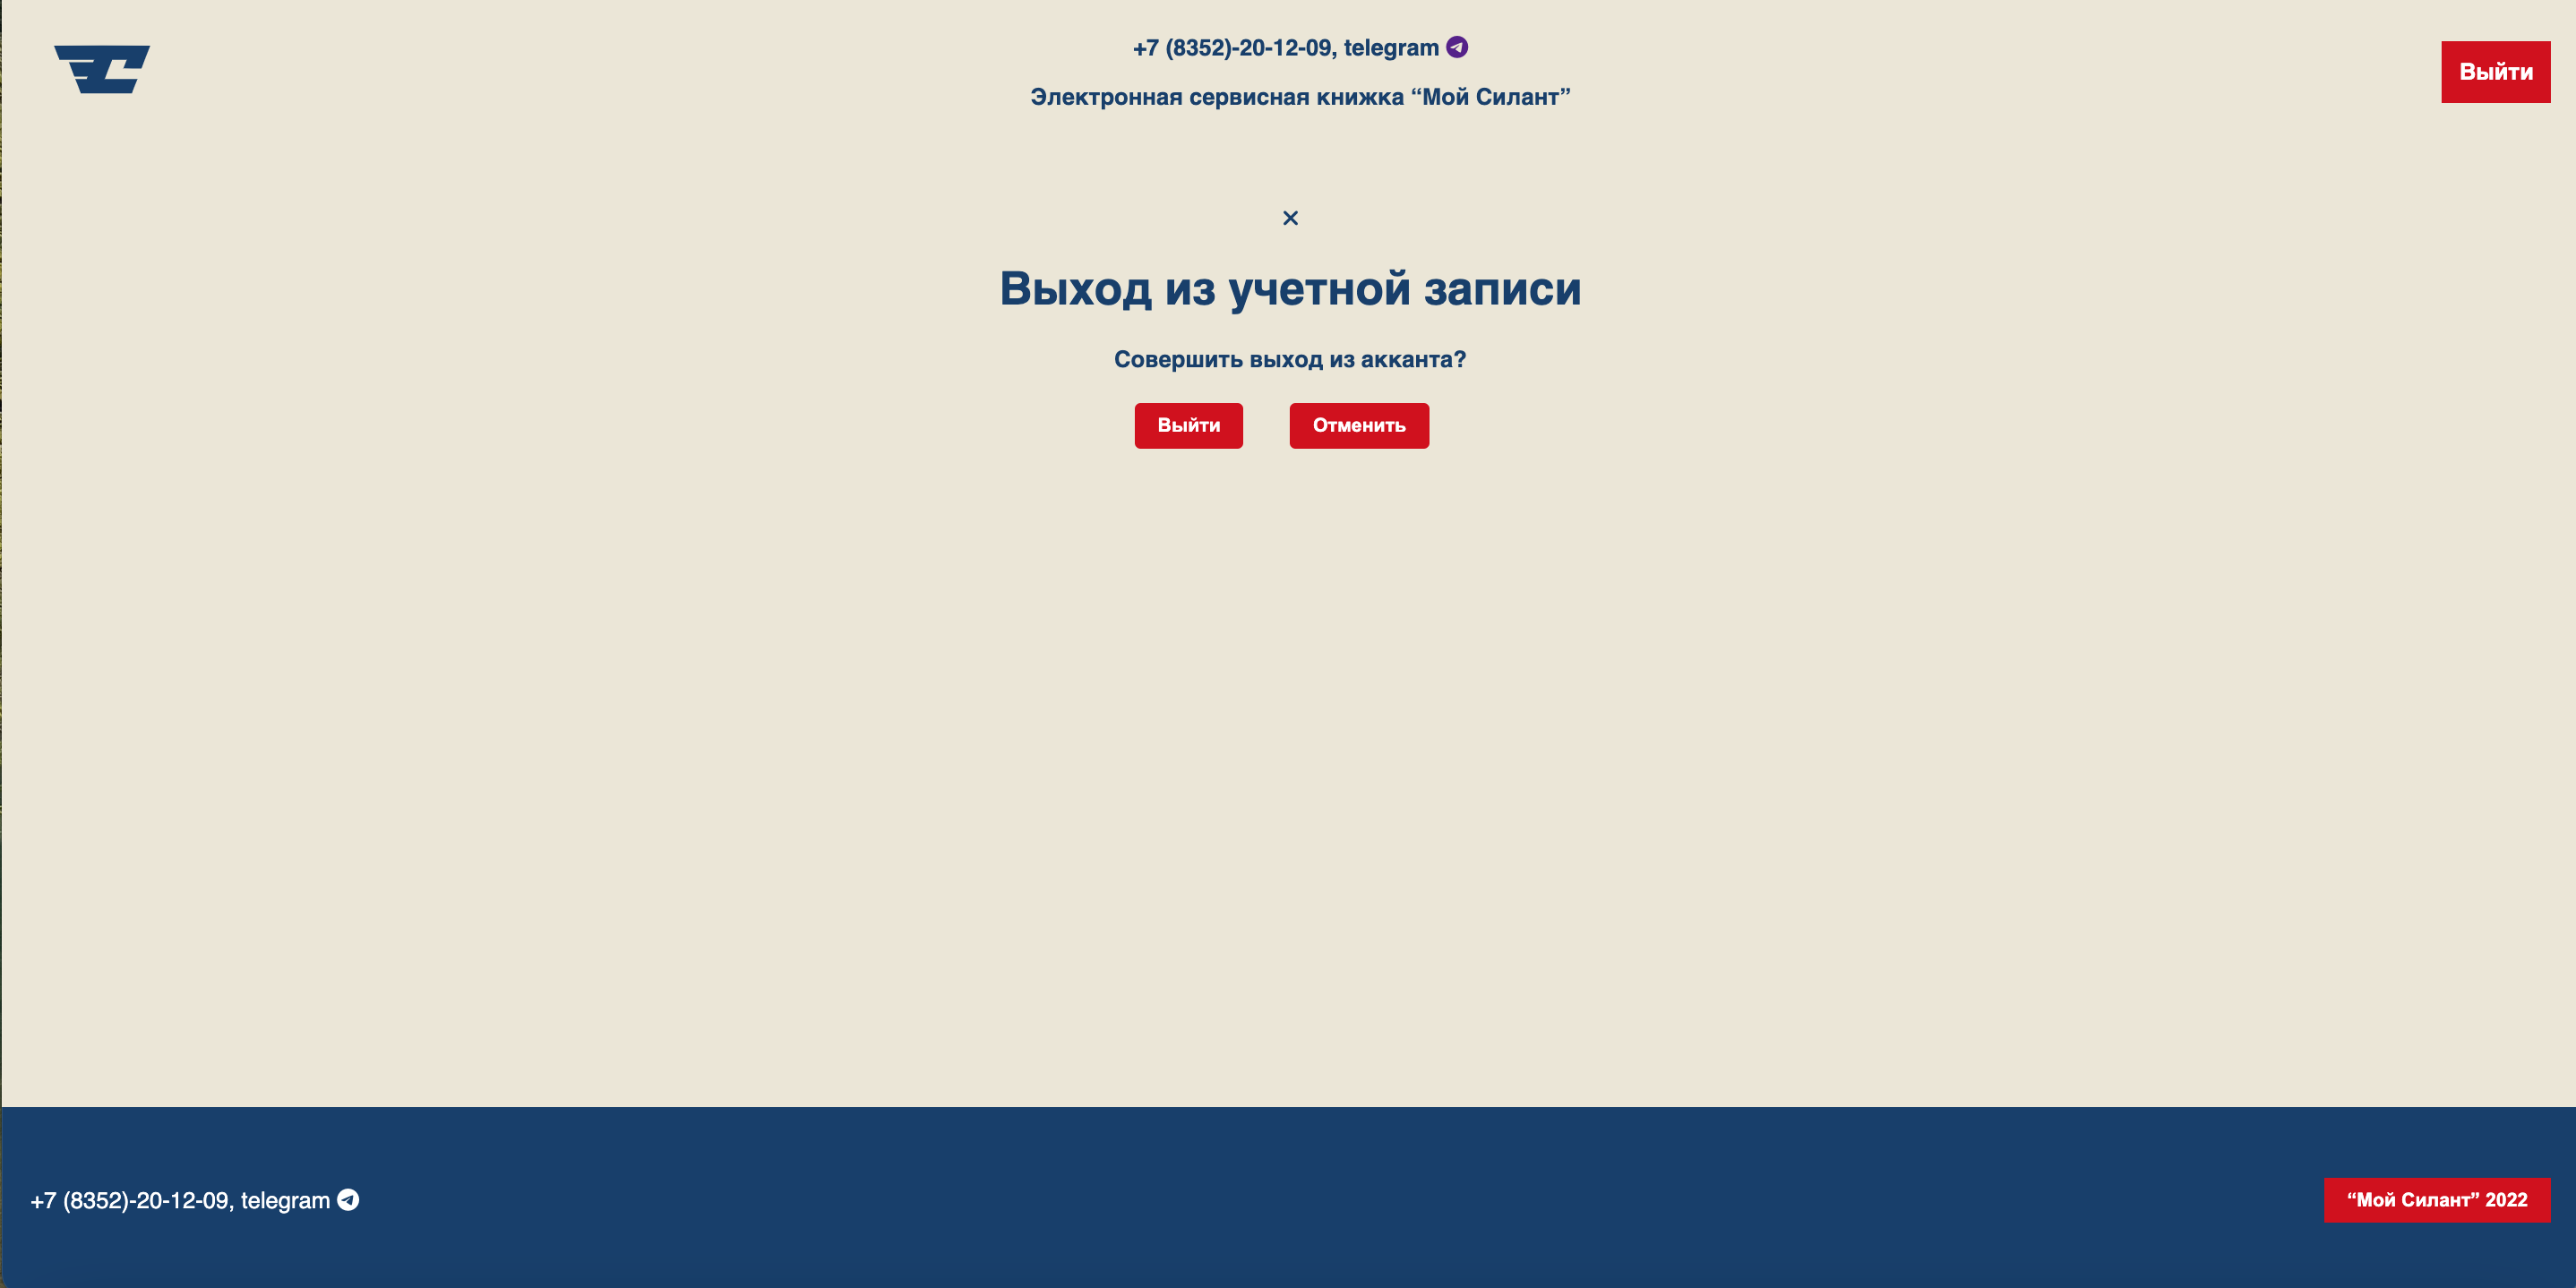 +7 (8352)-20-12-09, telegram
Электронная сервисная книжка “Мой Силант”
Выйти
×
Выход из учетной записи
Совершить выход из акканта?
Выйти Отменить
+7 (8352)-20-12-09, telegram
“Мой Силант” 2022